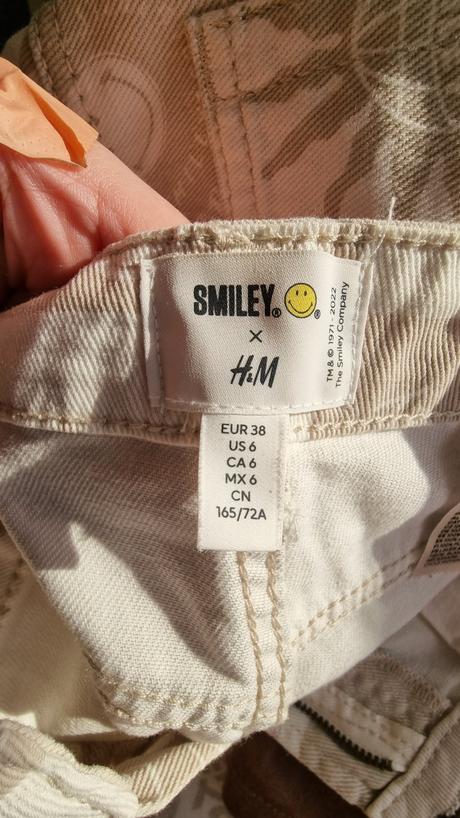 SMILEY®
×
H&M
TM & © 1971 - 2022
The Smiley Company
EUR 38
US 6
CA 6
MX 6
CN
165/72A